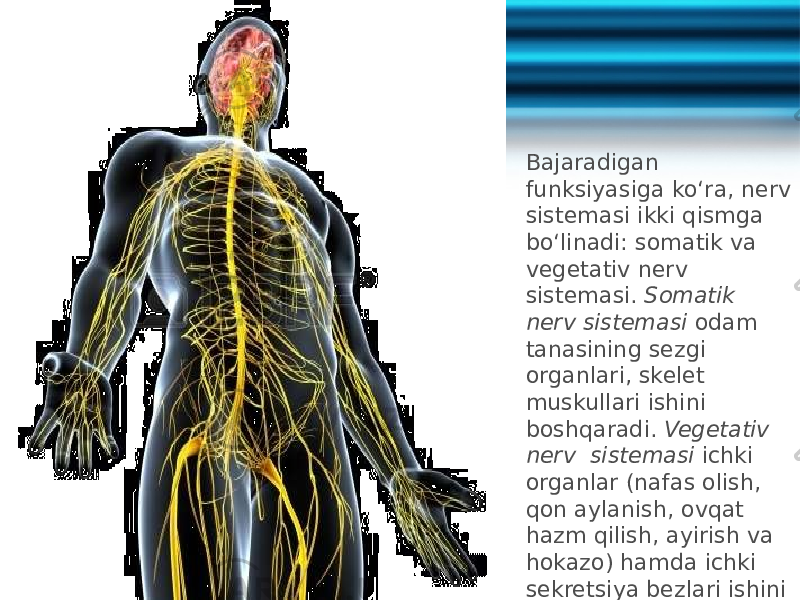 Bajaradigan
funksiyasiga ko‘ra, nerv
sistemasi ikki qismga
bo‘linadi: somatik va
vegetativ nerv
sistemasi. Somatik
nerv sistemasi odam
tanasining sezgi
organlari, skelet
muskullari ishini
boshqaradi. Vegetativ
nerv  sistemasi ichki
organlar (nafas olish,
qon aylanish, ovqat
hazm qilish, ayirish va
hokazo) hamda ichki
sekretsiya bezlari ishini